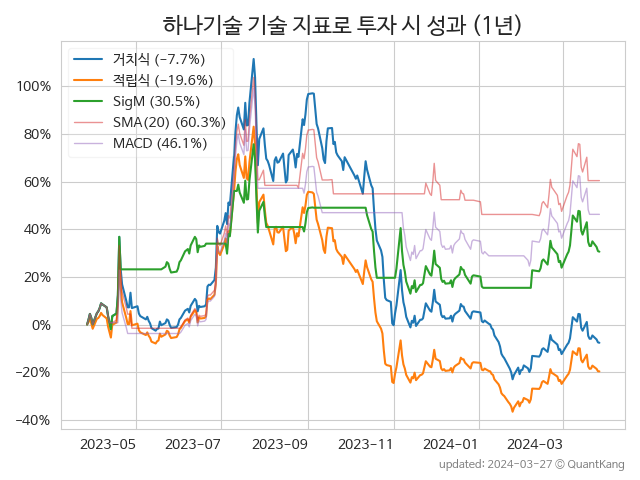 하나기술 기술 지표로 투자 시 성과 (1년)
거치식 (−7.7%)
적립식 (−19.6%)
SigM (30.5%)
SMA(20) (60.3%)
MACD (46.1%)
100%
80%
60%
40%
20%
0%
−20%
−40%
2023-05 2023-07 2023-09 2023-11 2024-01 2024-03
updated: 2024-03-27 © QuantKang